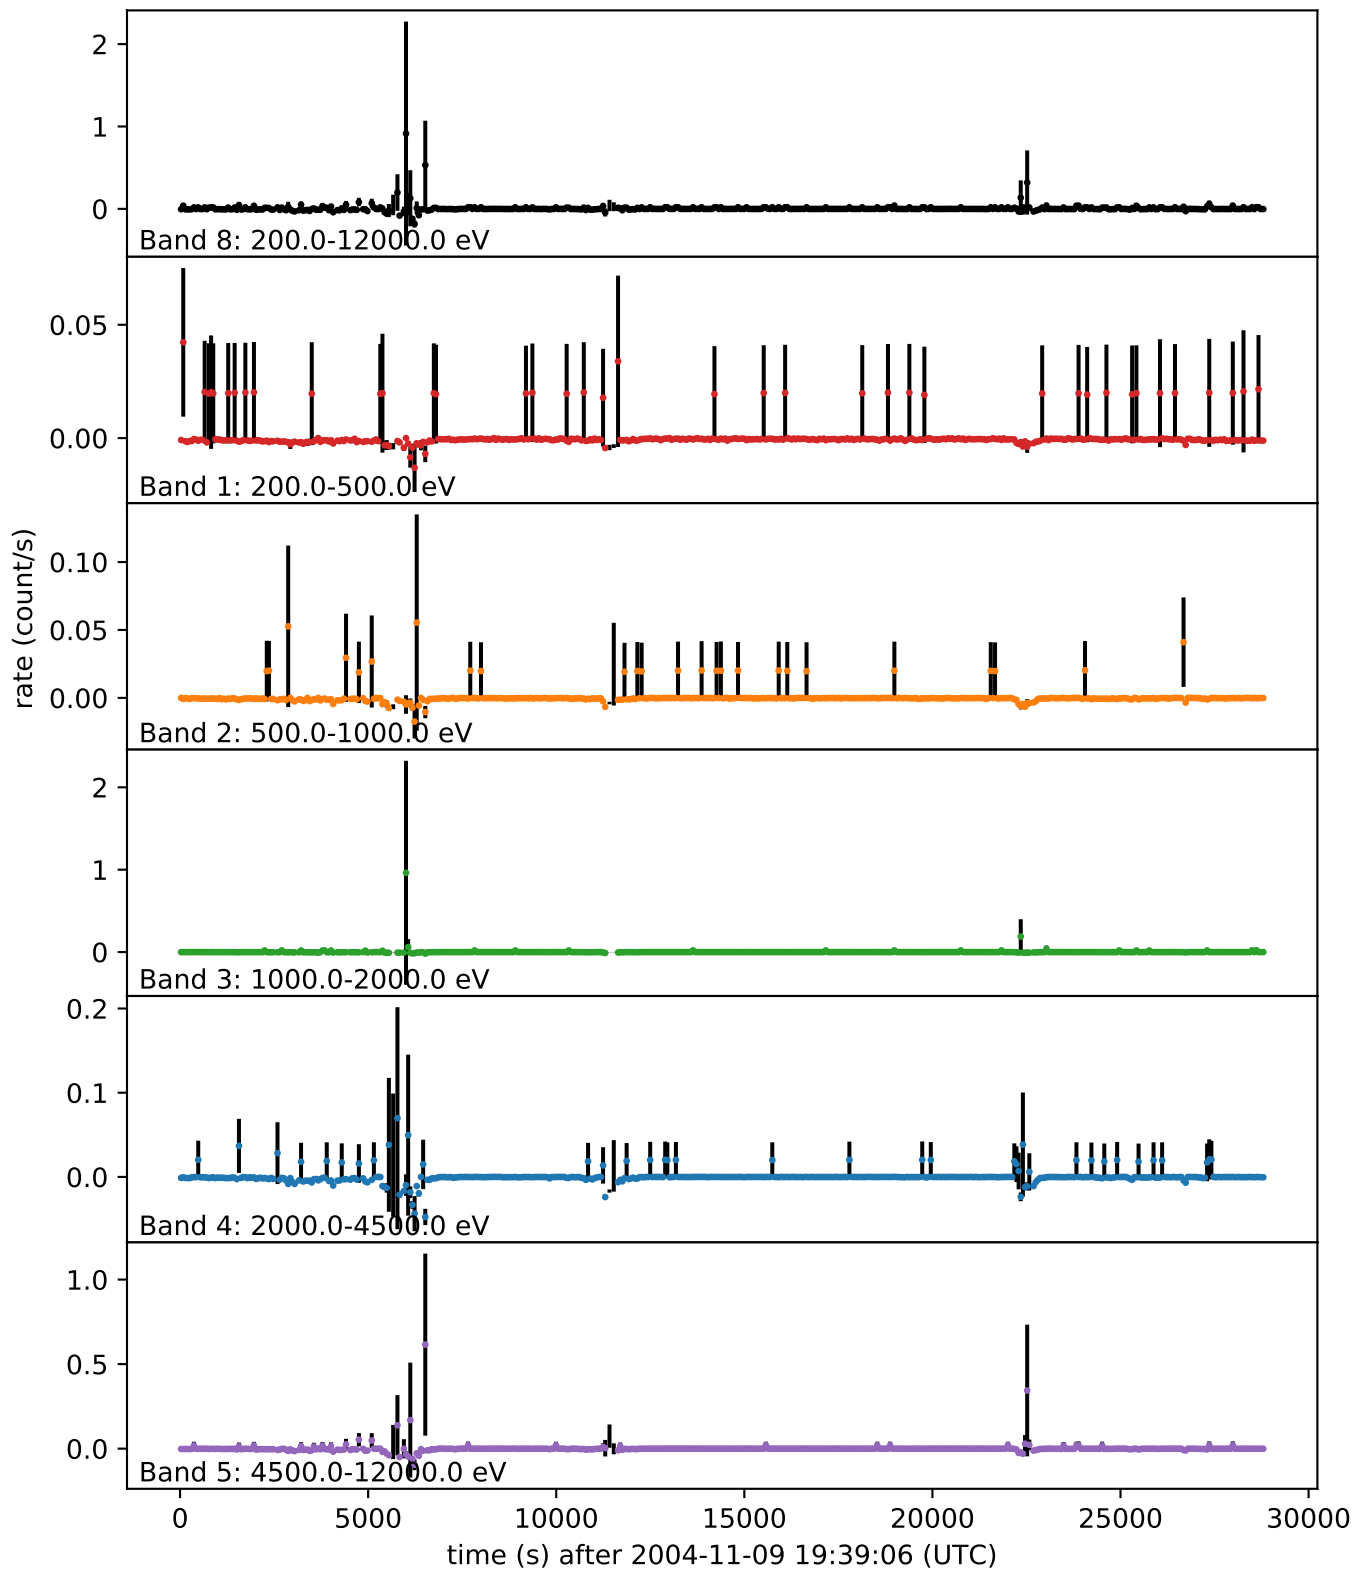 2
1
0
Band 8: 200.0-12000.0 eV
0.05
0.00
Band 1: 200.0-500.0 eV
rate (count/s)
0.10
0.05
0.00
Band 2: 500.0-1000.0 eV
2
1
0
Band 3: 1000.0-2000.0 eV
0.2
0.1
0.0
Band 4: 2000.0-4500.0 eV
1.0
0.5
0.0
Band 5: 4500.0-12000.0 eV
0 5000 10000 15000 20000 25000 30000
time (s) after 2004-11-09 19:39:06 (UTC)